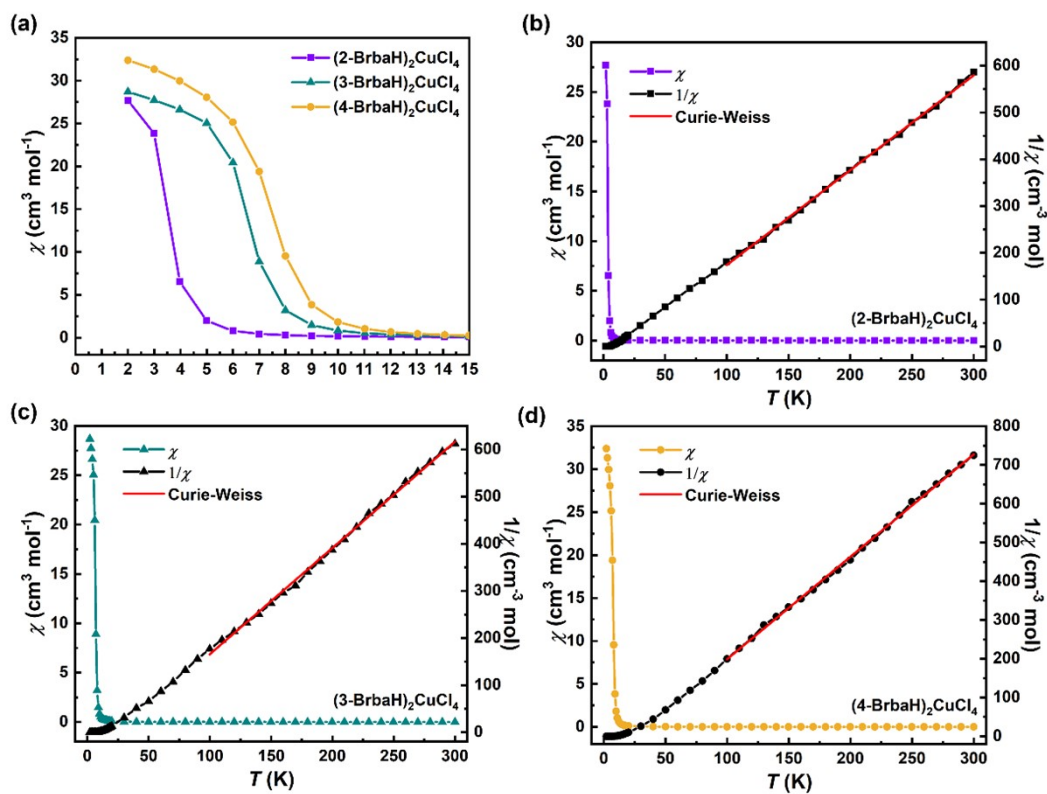 (a)
35
30
25
20
15
10
5
0
χ (cm³ mol⁻¹)
(2-BrbaH)₂CuCl₄
(3-BrbaH)₂CuCl₄
(4-BrbaH)₂CuCl₄
0 1 2 3 4 5 6 7 8 9 10 11 12 13 14 15
(b)
30
25
20
15
10
5
0
χ (cm³ mol⁻¹)
χ
1/χ
Curie-Weiss
(2-BrbaH)₂CuCl₄
600
500
400
300
200
100
0
1/χ (cm⁻³ mol)
0 50 100 150 200 250 300
T (K)
(c)
30
25
20
15
10
5
0
χ (cm³ mol⁻¹)
χ
1/χ
Curie-Weiss
(3-BrbaH)₂CuCl₄
600
500
400
300
200
100
0
1/χ (cm⁻³ mol)
0 50 100 150 200 250 300
T (K)
(d)
35
30
25
20
15
10
5
0
χ (cm³ mol⁻¹)
χ
1/χ
Curie-Weiss
(4-BrbaH)₂CuCl₄
800
700
600
500
400
300
200
100
0
1/χ (cm⁻³ mol)
0 50 100 150 200 250 300
T (K)